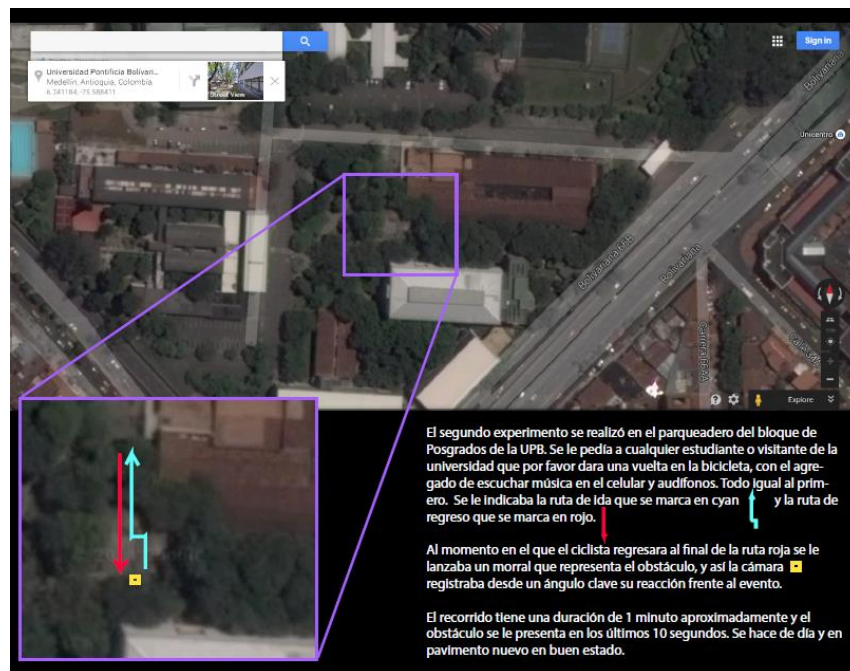 Sign in
Universidad Pontificia Bolivari...
Medellín, Antioquia, Colombia
6.241184,-75.588411
Street View
Bolivariana
Unicentro
Bolivariana 66B
Bolivariana
Carrera 66AA
Explore
El segundo experimento se realizó en el parqueadero del bloque de
Posgrados de la UPB. Se le pedía a cualquier estudiante o visitante de la
universidad que por favor dara una vuelta en la bicicleta, con el agre-
gado de escuchar música en el celular y audífonos. Todo igual al prim-
ero. Se le indicaba la ruta de ida que se marca en cyan y la ruta de
regreso que se marca en rojo.
Al momento en el que el ciclista regresara al final de la ruta roja se le
lanzaba un morral que representa el obstáculo, y así la cámara
registraba desde un ángulo clave su reacción frente al evento.
El recorrido tiene una duración de 1 minuto aproximadamente y el
obstáculo se le presenta en los últimos 10 segundos. Se hace de día y en
pavimento nuevo en buen estado.